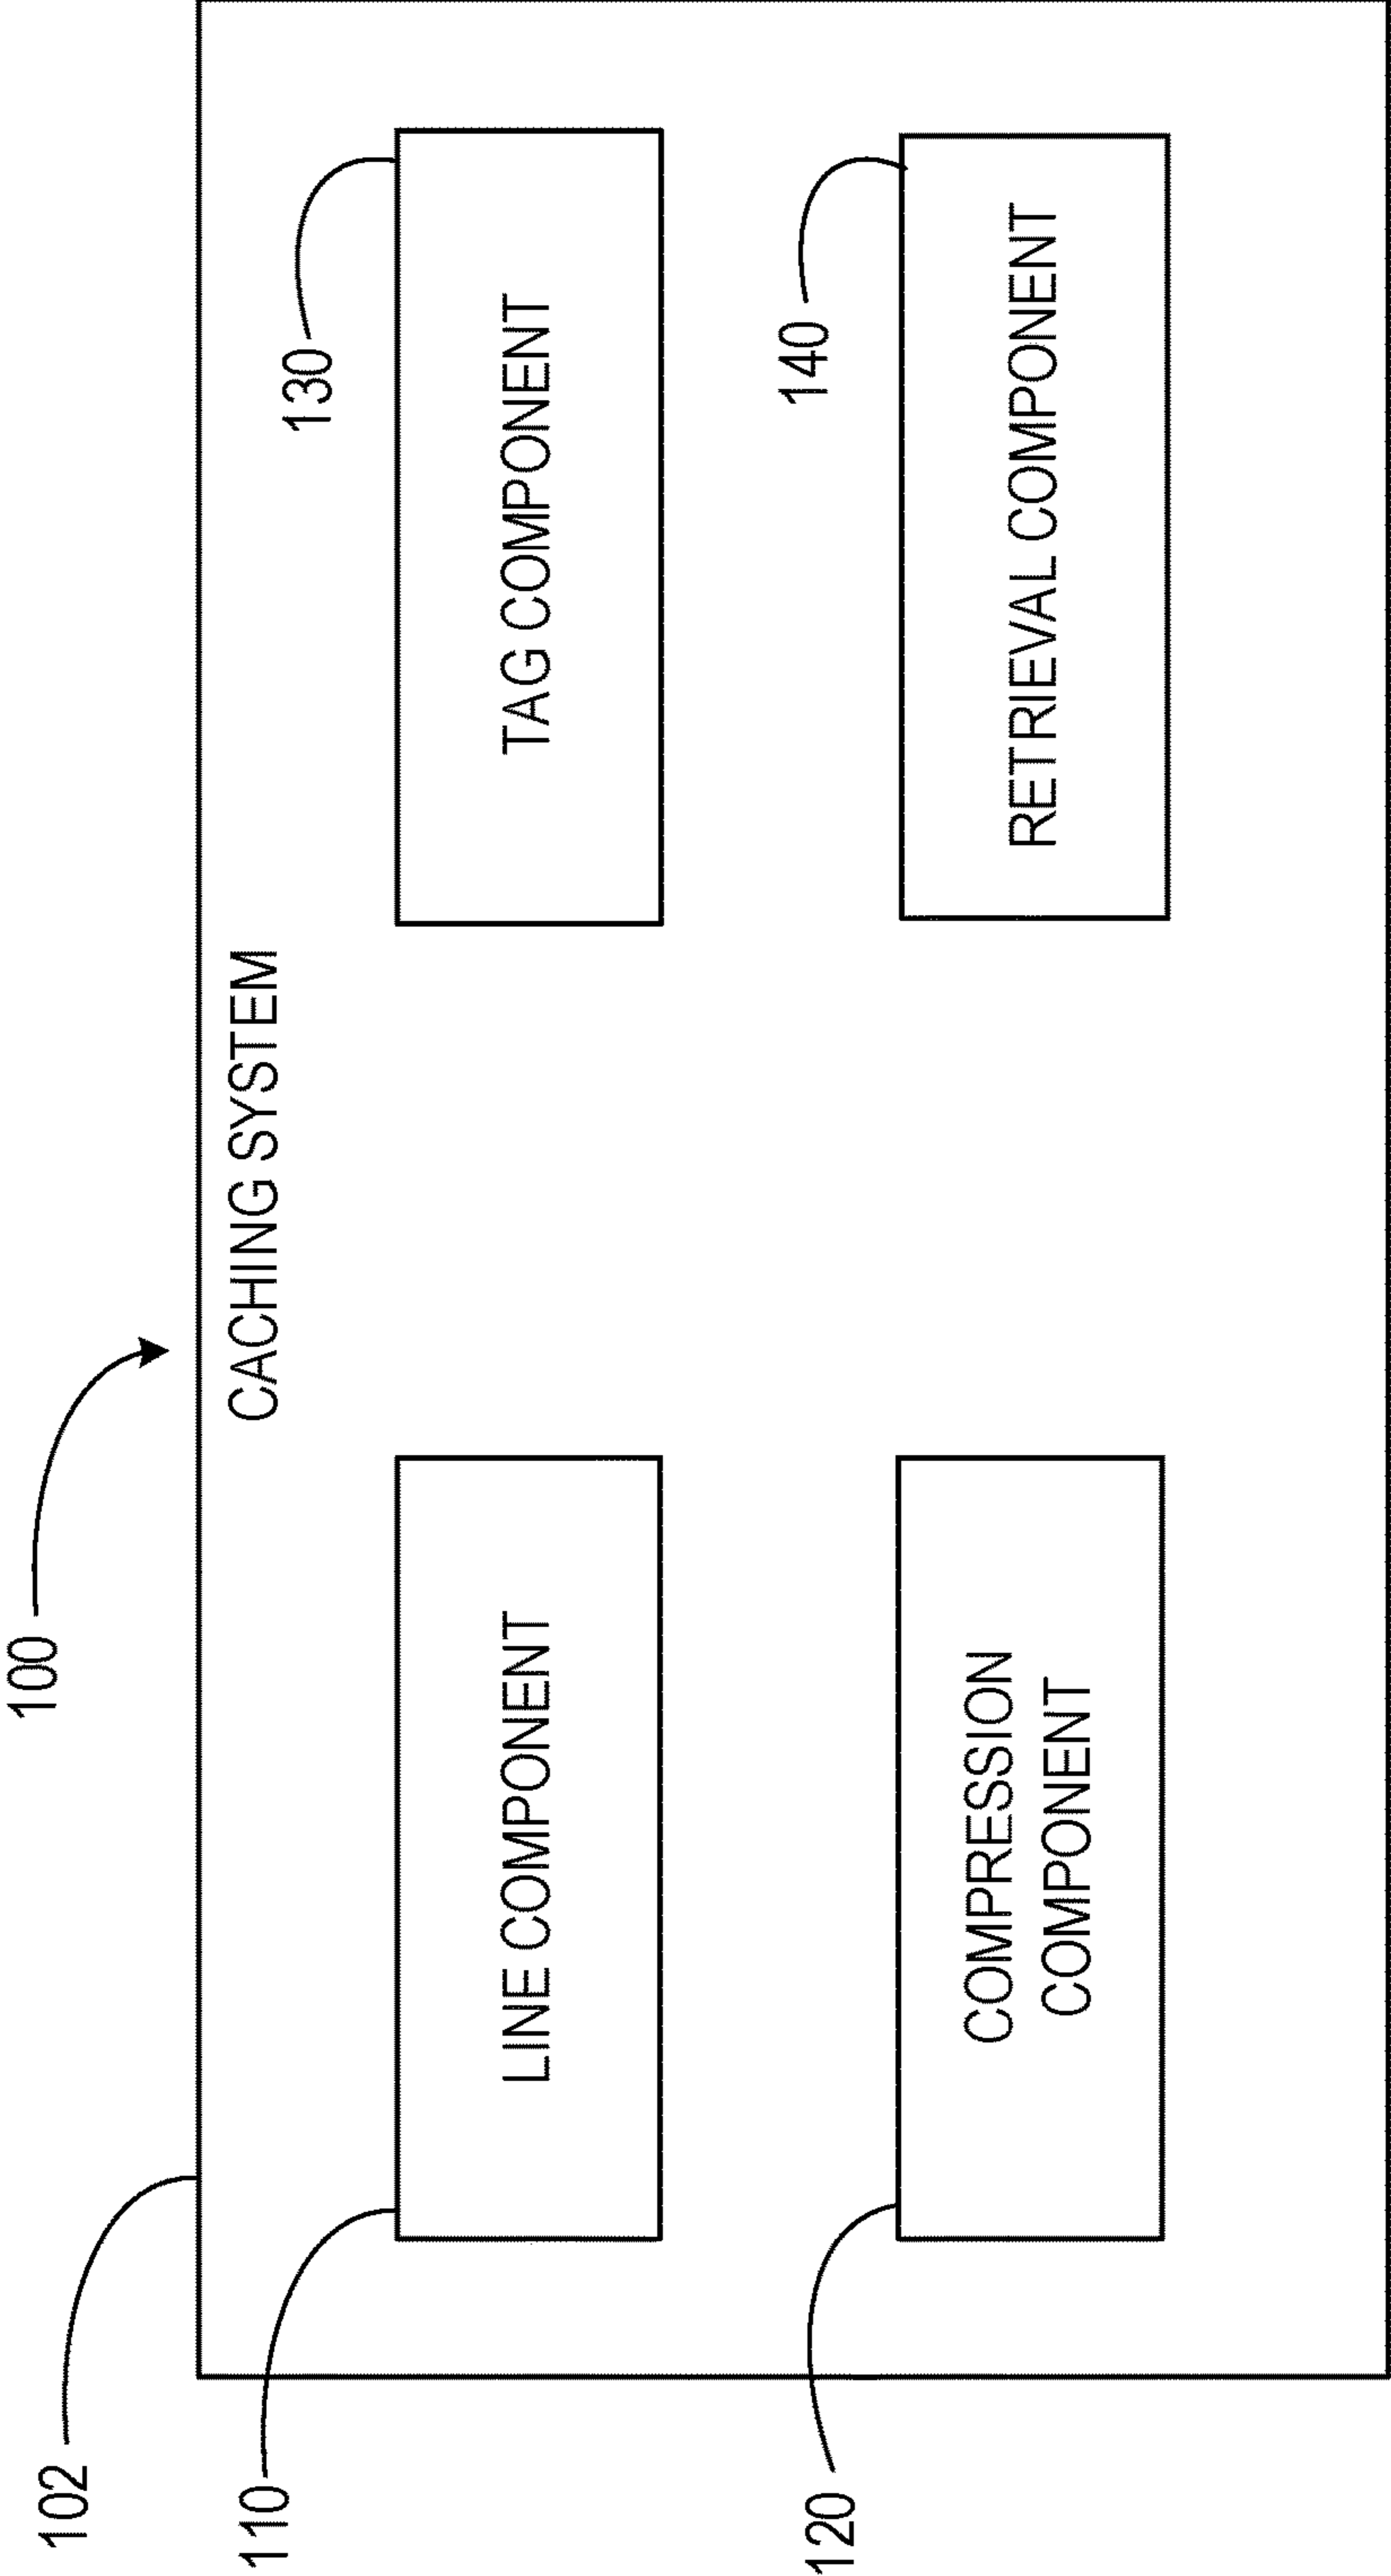 100
102
CACHING SYSTEM
110
LINE COMPONENT
130
TAG COMPONENT
120
COMPRESSION
COMPONENT
140
RETRIEVAL COMPONENT